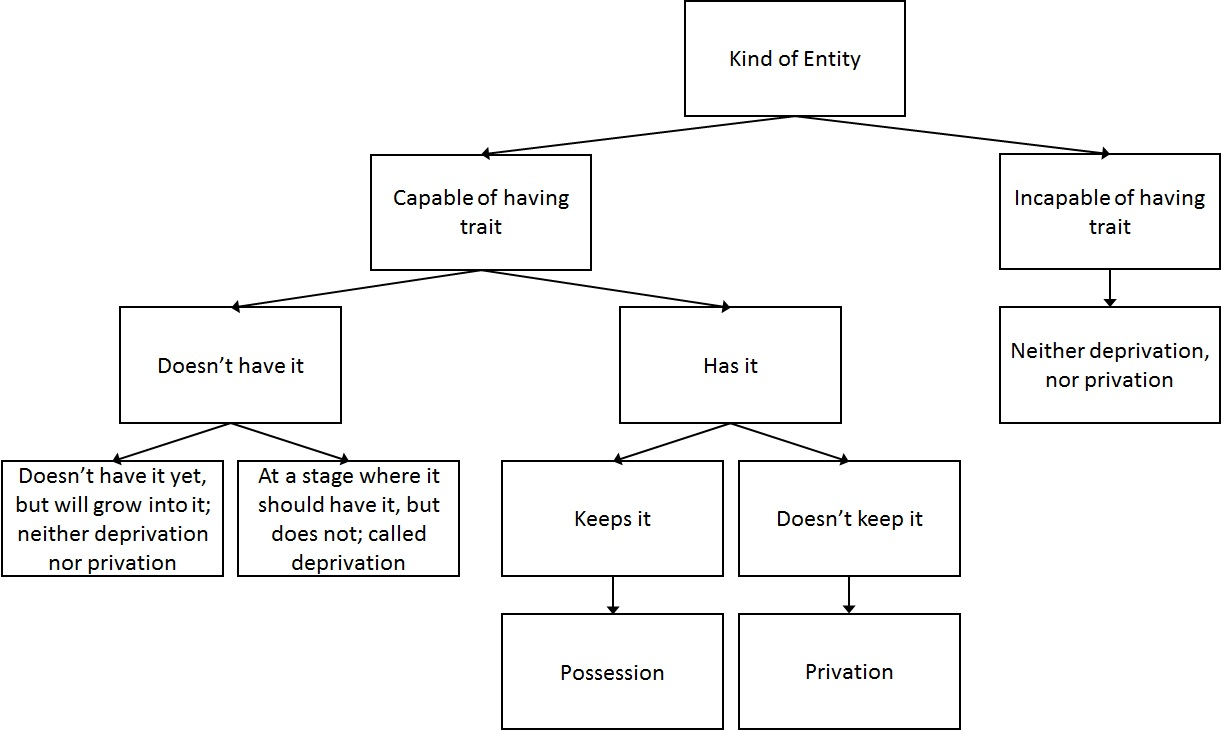 Kind of Entity
Capable of having
trait
Incapable of having
trait
Doesn’t have it
Has it
Neither deprivation,
nor privation
Doesn’t have it yet,
but will grow into it;
neither deprivation
nor privation
At a stage where it
should have it, but
does not; called
deprivation
Keeps it
Doesn’t keep it
Possession
Privation